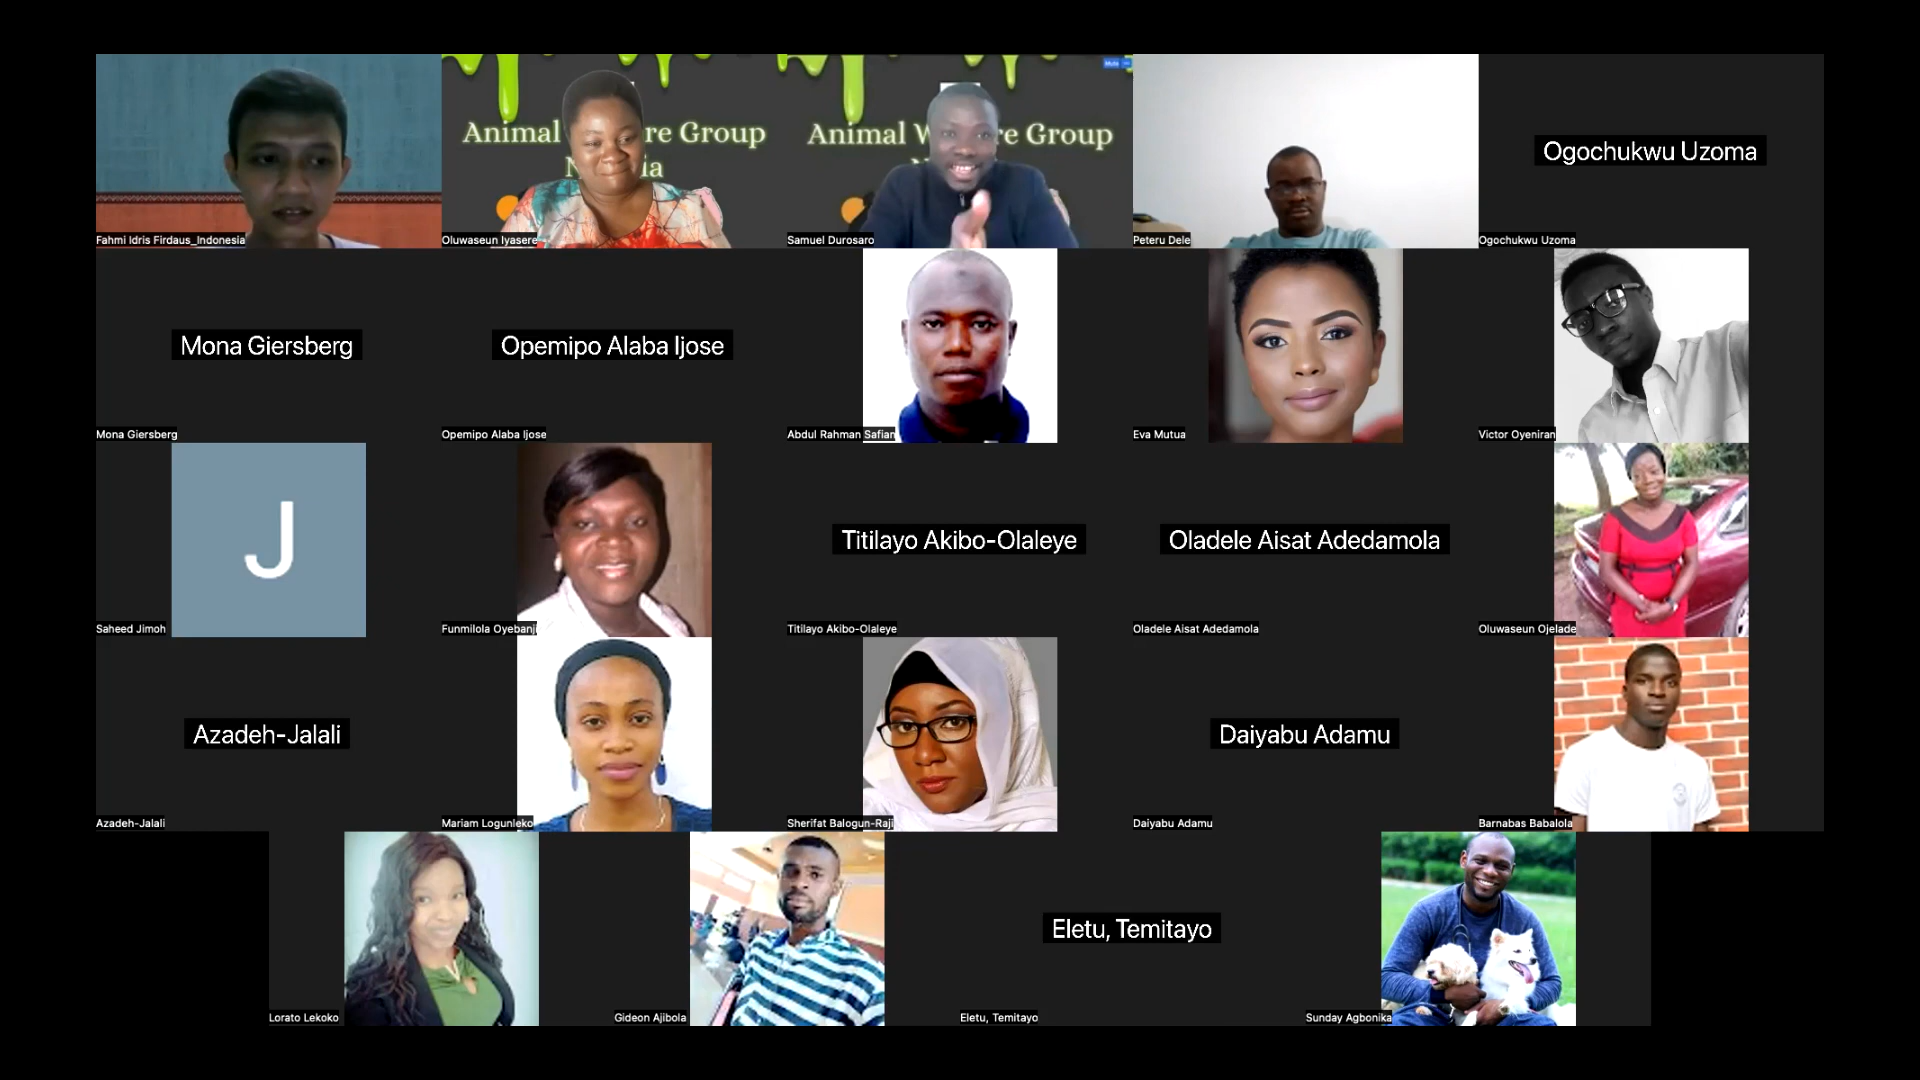 Animal re Group
N ia
Animal W re Group
N
Mute
Ogochukwu Uzoma
Fahmi Idris Firdaus_Indonesia
Oluwaseun Iyasere
Samuel Durosaro
Peteru Dele
Ogochukwu Uzoma
Mona Giersberg
Opemipo Alaba Ijose
Mona Giersberg
Opemipo Alaba Ijose
Abdul Rahman Safian
Eva Mutua
Victor Oyeniran
J
Titilayo Akibo-Olaleye
Oladele Aisat Adedamola
Saheed Jimoh
Funmilola Oyebanji
Titilayo Akibo-Olaleye
Oladele Aisat Adedamola
Oluwaseun Ojelade
Azadeh-Jalali
Daiyabu Adamu
Azadeh-Jalali
Mariam Logunleko
Sherifat Balogun-Raji
Daiyabu Adamu
Barnabas Babalola
Eletu, Temitayo
Lorato Lekoko
Gideon Ajibola
Eletu, Temitayo
Sunday Agbonika